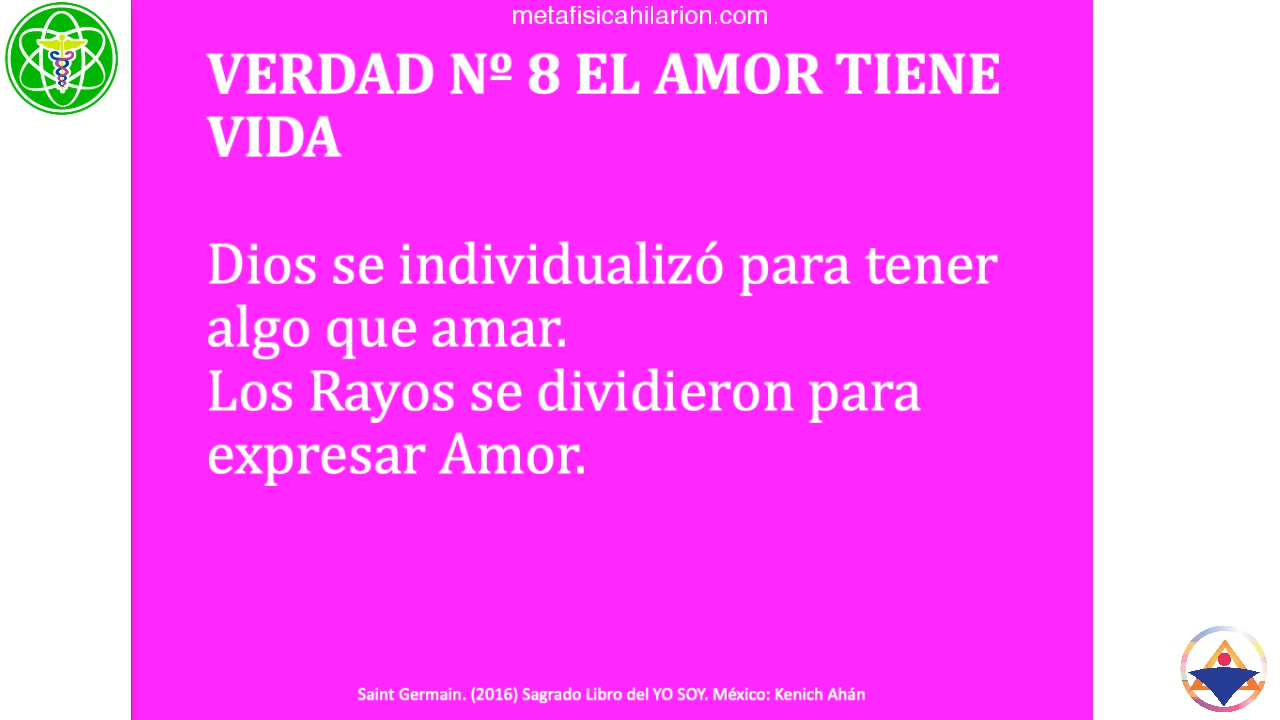 metafisicahilarion.com
VERDAD Nº 8 EL AMOR TIENE
VIDA
Dios se individualizó para tener
algo que amar.
Los Rayos se dividieron para
expresar Amor.
Saint Germain. (2016) Sagrado Libro del YO SOY. México: Kenich Ahán